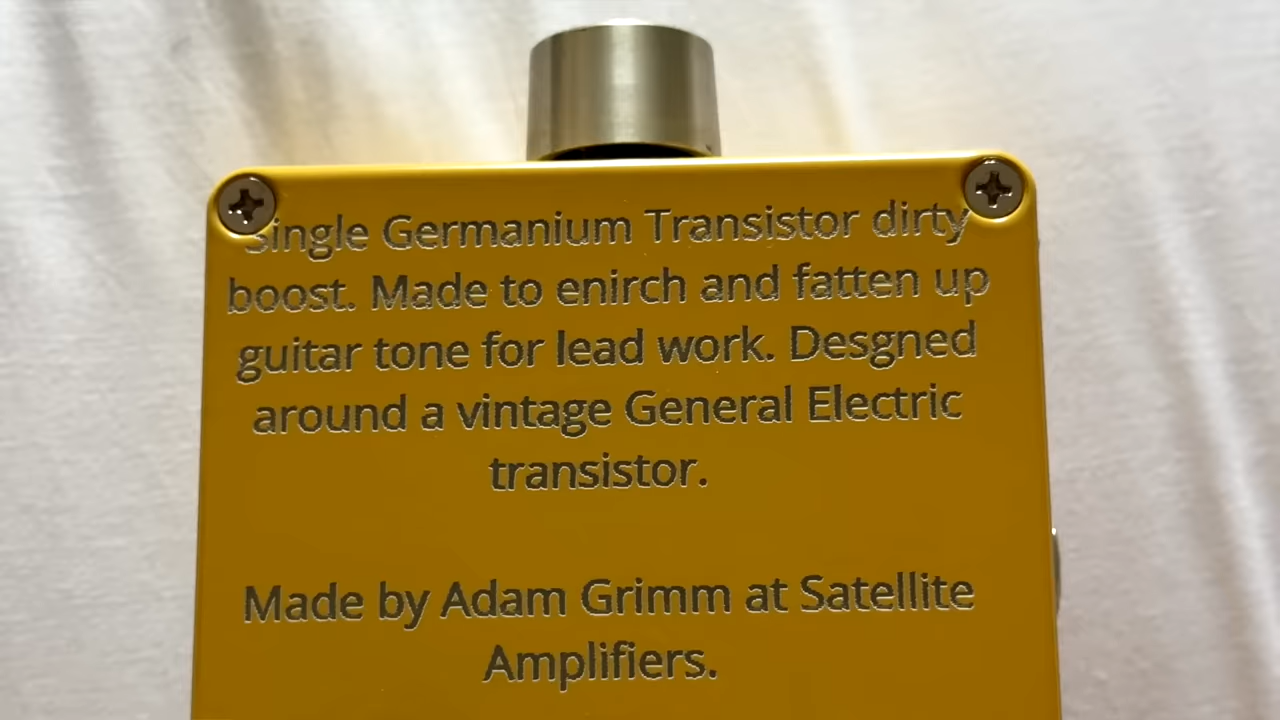 Single Germanium Transistor dirty
boost. Made to enirch and fatten up
guitar tone for lead work. Desgned
around a vintage General Electric
transistor.
Made by Adam Grimm at Satellite
Amplifiers.